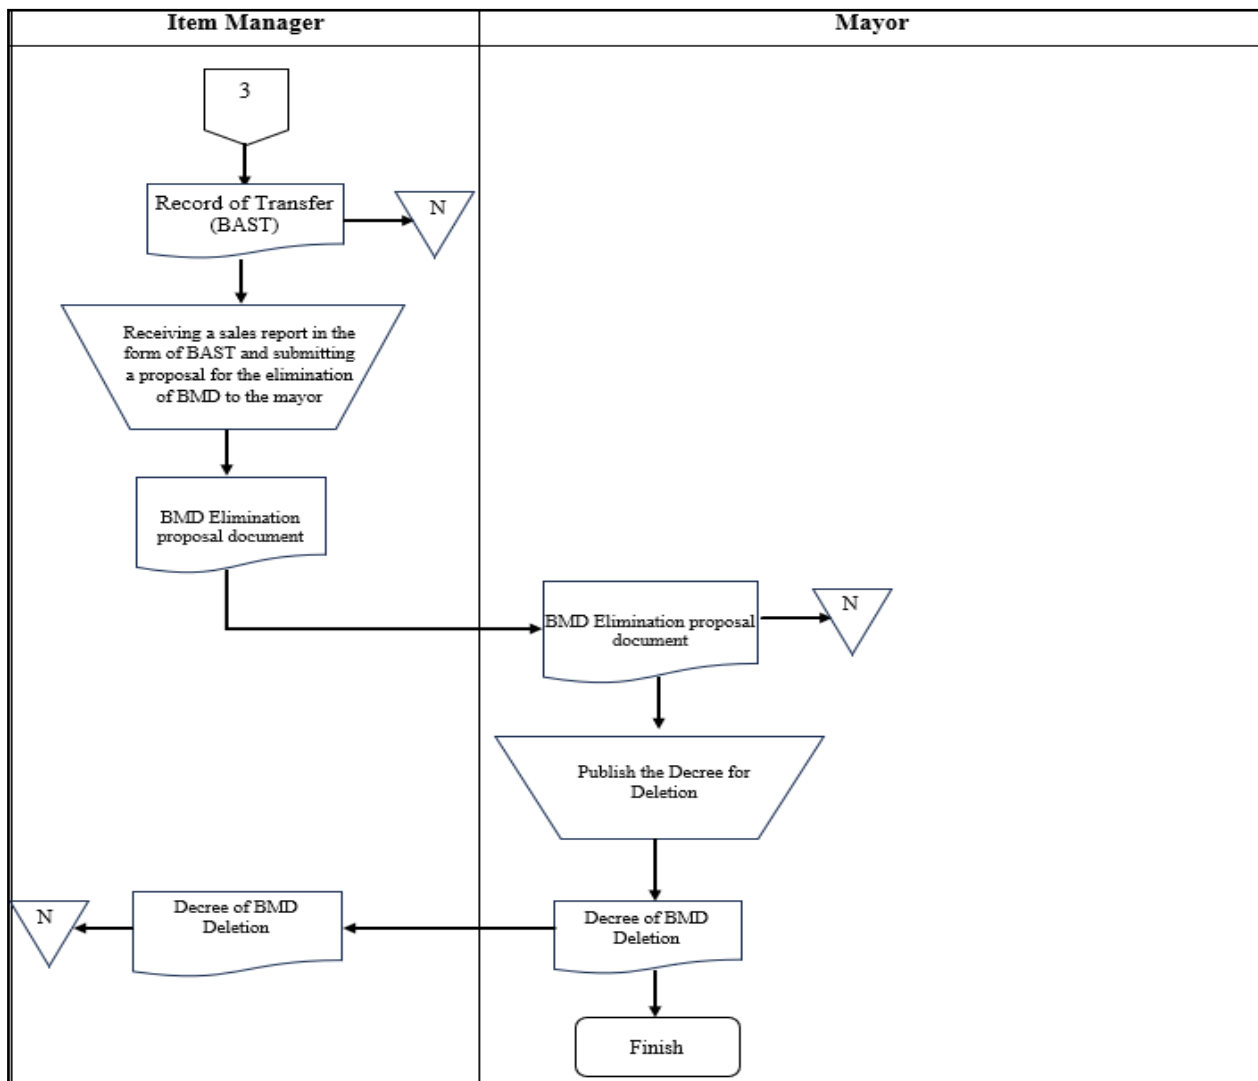 Item Manager
Mayor
3
Record of Transfer
(BAST)
N
Receiving a sales report in the
form of BAST and submitting
a proposal for the elimination
of BMD to the mayor
BMD Elimination
proposal document
BMD Elimination proposal
document
N
Publish the Decree for
Deletion
N
Decree of BMD
Deletion
Decree of BMD
Deletion
Finish